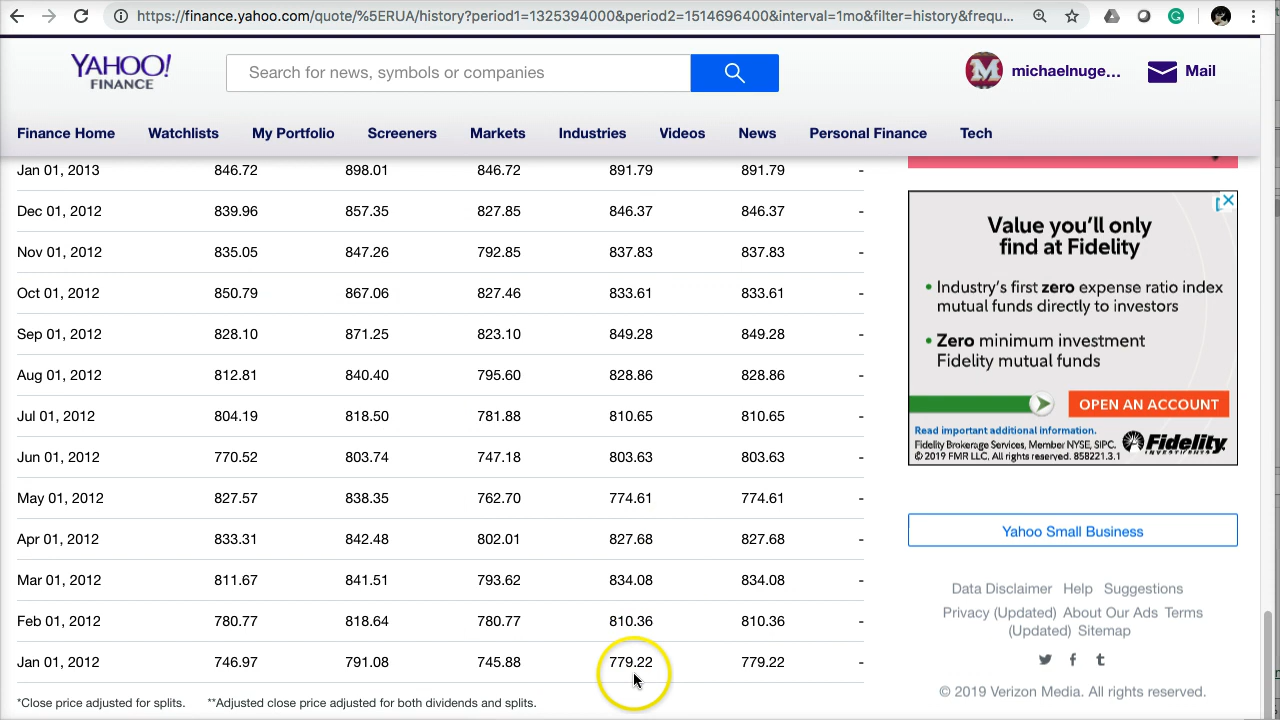 https://finance.yahoo.com/quote/%5ERUA/history?period1=1325394000&period2=1514696400&interval=1mo&filter=history&frequ...
YAHOO!
FINANCE
Search for news, symbols or companies
michaelnuge...
Mail
Finance Home Watchlists My Portfolio Screeners Markets Industries Videos News Personal Finance Tech
Jan 01, 2013 846.72 898.01 846.72 891.79 891.79 -
Dec 01, 2012 839.96 857.35 827.85 846.37 846.37 -
Nov 01, 2012 835.05 847.26 792.85 837.83 837.83 -
Oct 01, 2012 850.79 867.06 827.46 833.61 833.61 -
Sep 01, 2012 828.10 871.25 823.10 849.28 849.28 -
Aug 01, 2012 812.81 840.40 795.60 828.86 828.86 -
Jul 01, 2012 804.19 818.50 781.88 810.65 810.65 -
Jun 01, 2012 770.52 803.74 747.18 803.63 803.63 -
May 01, 2012 827.57 838.35 762.70 774.61 774.61 -
Apr 01, 2012 833.31 842.48 802.01 827.68 827.68 -
Mar 01, 2012 811.67 841.51 793.62 834.08 834.08 -
Feb 01, 2012 780.77 818.64 780.77 810.36 810.36 -
Jan 01, 2012 746.97 791.08 745.88 779.22 779.22 -
*Close price adjusted for splits. **Adjusted close price adjusted for both dividends and splits.
Value you'll only
find at Fidelity
• Industry's first zero expense ratio index
mutual funds directly to investors
• Zero minimum investment
Fidelity mutual funds
OPEN AN ACCOUNT
Read important additional information.
Fidelity Brokerage Services, Member NYSE, SIPC.
© 2019 FMR LLC. All rights reserved. 858221.3.1
Fidelity
INVESTMENTS
Yahoo Small Business
Data Disclaimer Help Suggestions
Privacy (Updated) About Our Ads Terms
(Updated) Sitemap
© 2019 Verizon Media. All rights reserved.